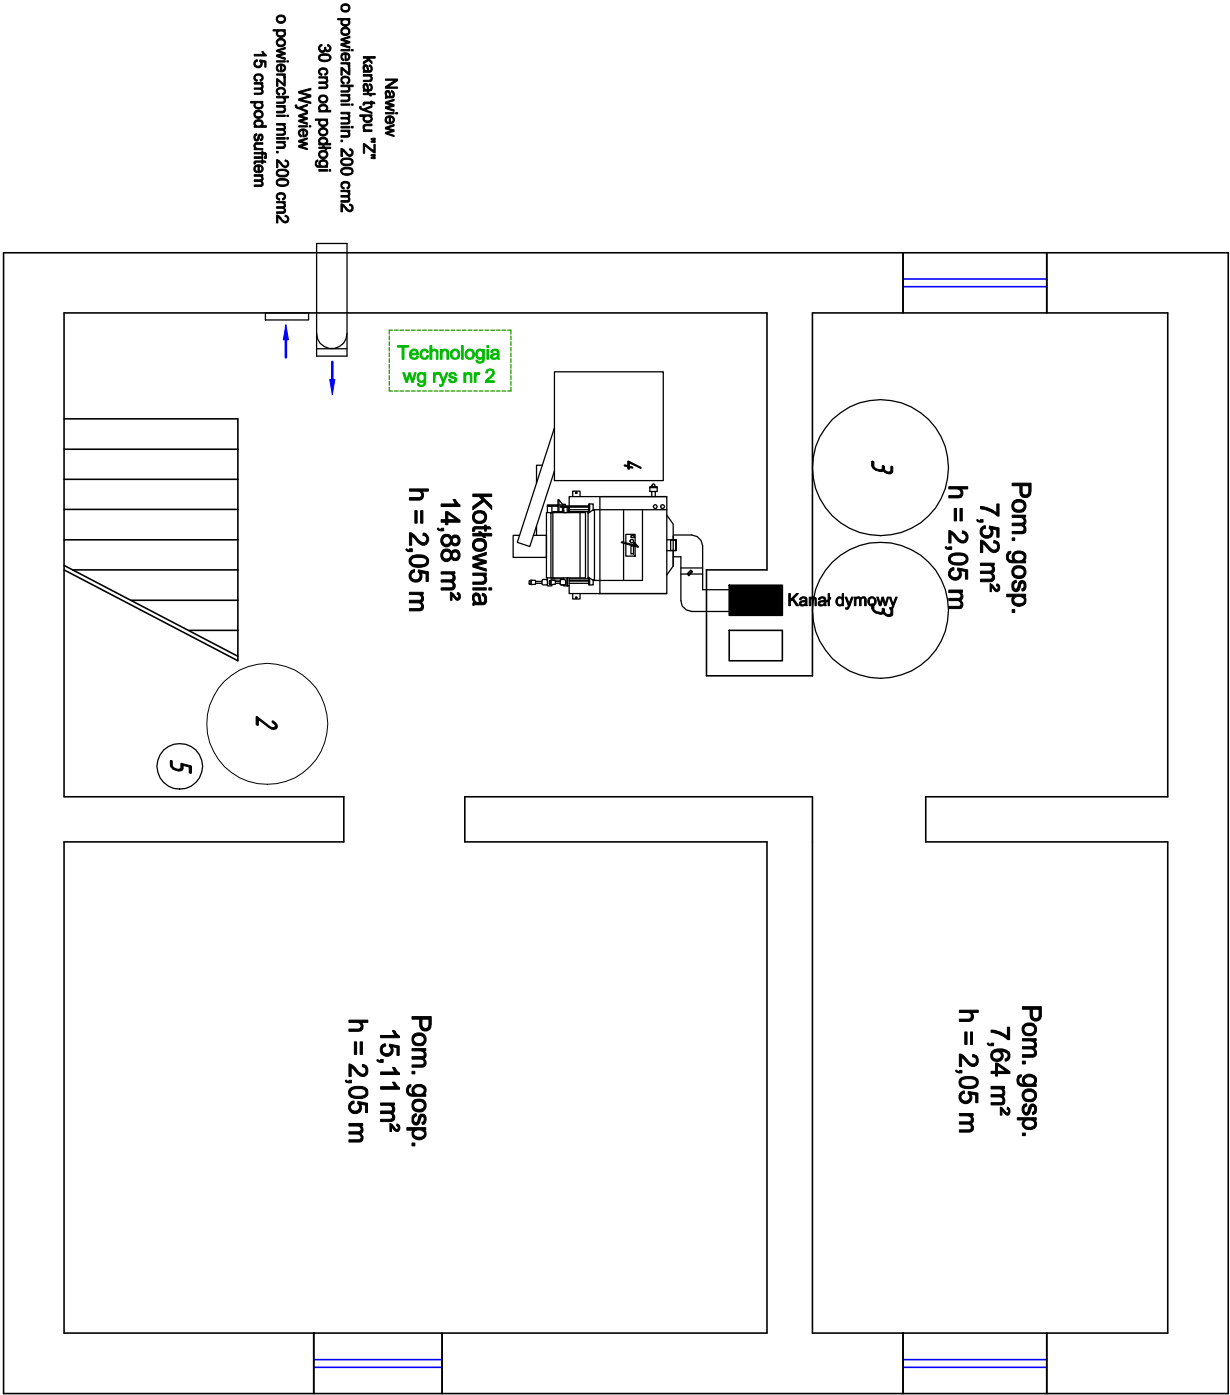 Nawiew
kanał typu "Z"
o powierzchni min. 200 cm2
30 cm od podłogi
Wywiew
o powierzchni min. 200 cm2
15 cm pod sufitem
Technologia
wg rys nr 2
4
1
Kotłownia
14,88 m²
h = 2,05 m
3
3
Pom. gosp.
7,52 m²
h = 2,05 m
Kanał dymowy
2
5
Pom. gosp.
15,11 m²
h = 2,05 m
Pom. gosp.
7,64 m²
h = 2,05 m